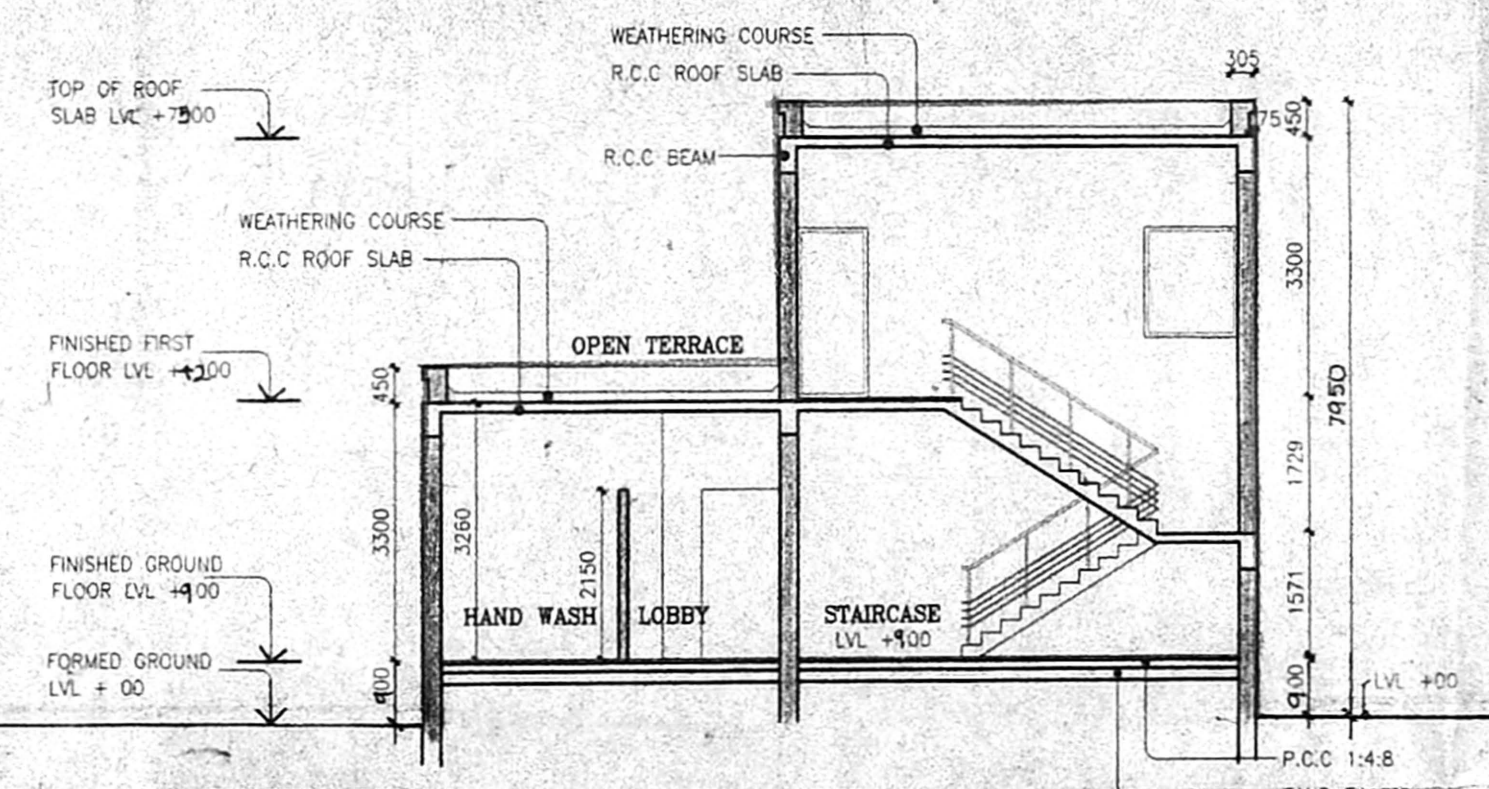 WEATHERING COURSE
R.C.C ROOF SLAB
305
TOP OF ROOF
SLAB LVL +7500
75
450
R.C.C BEAM
WEATHERING COURSE
R.C.C ROOF SLAB
3300
FINISHED FIRST
FLOOR LVL +4200
OPEN TERRACE
450
7950
1729
3300
3260
2150
FINISHED GROUND
FLOOR LVL +900
HAND WASH
LOBBY
STAIRCASE
LVL +900
1571
FORMED GROUND
LVL + 00
900
900
LVL +00
P.C.C 1:4:8